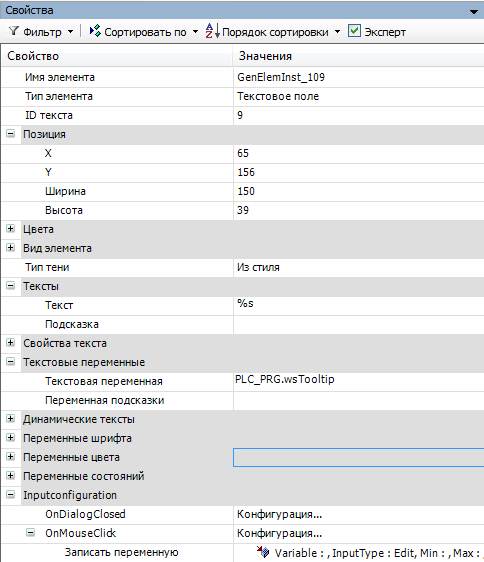 Свойства
Фильтр Сортировать по Порядок сортировки Эксперт
Свойство Значения
Имя элемента GenElemInst_109
Тип элемента Текстовое поле
ID текста 9
Позиция
X 65
Y 156
Ширина 150
Высота 39
Цвета
Вид элемента
Тип тени Из стиля
Тексты
Текст %s
Подсказка
Свойства текста
Текстовые переменные
Текстовая переменная PLC_PRG.wsTooltip
Переменная подсказки
Динамические тексты
Переменные шрифта
Переменные цвета
Переменные состояний
Inputconfiguration
OnDialogClosed Конфигурация...
OnMouseClick Конфигурация...
Записать переменную Variable : , InputType : Edit, Min : , Max :